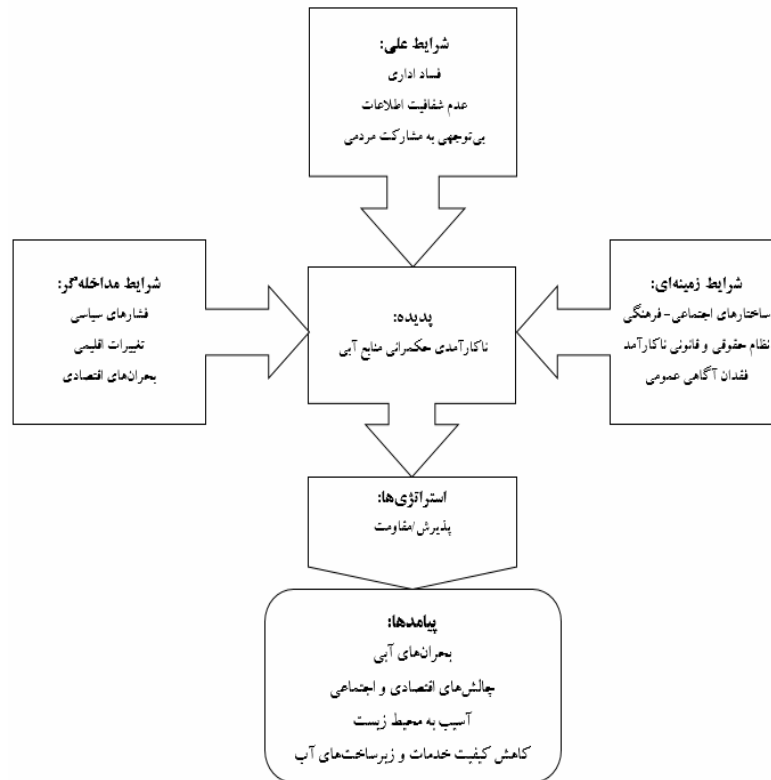 شرایط علی:
فساد اداری
عدم شفافیت اطلاعات
بی‌توجهی به مشارکت مردمی
شرایط زمینه‌ای:
ساختارهای اجتماعی- فرهنگی
نظام حقوقی و قانونی ناکارآمد
فقدان آگاهی عمومی
پدیده:
ناکارآمدی حکمرانی منابع آبی
شرایط مداخله‌گر:
فشارهای سیاسی
تغییرات اقلیمی
بحران‌های اقتصادی
استراتژی‌ها:
پذیرش/مقاومت
پیامدها:
بحران‌های آبی
چالش‌های اقتصادی و اجتماعی
آسیب به محیط زیست
کاهش کیفیت خدمات و زیرساخت‌های آب